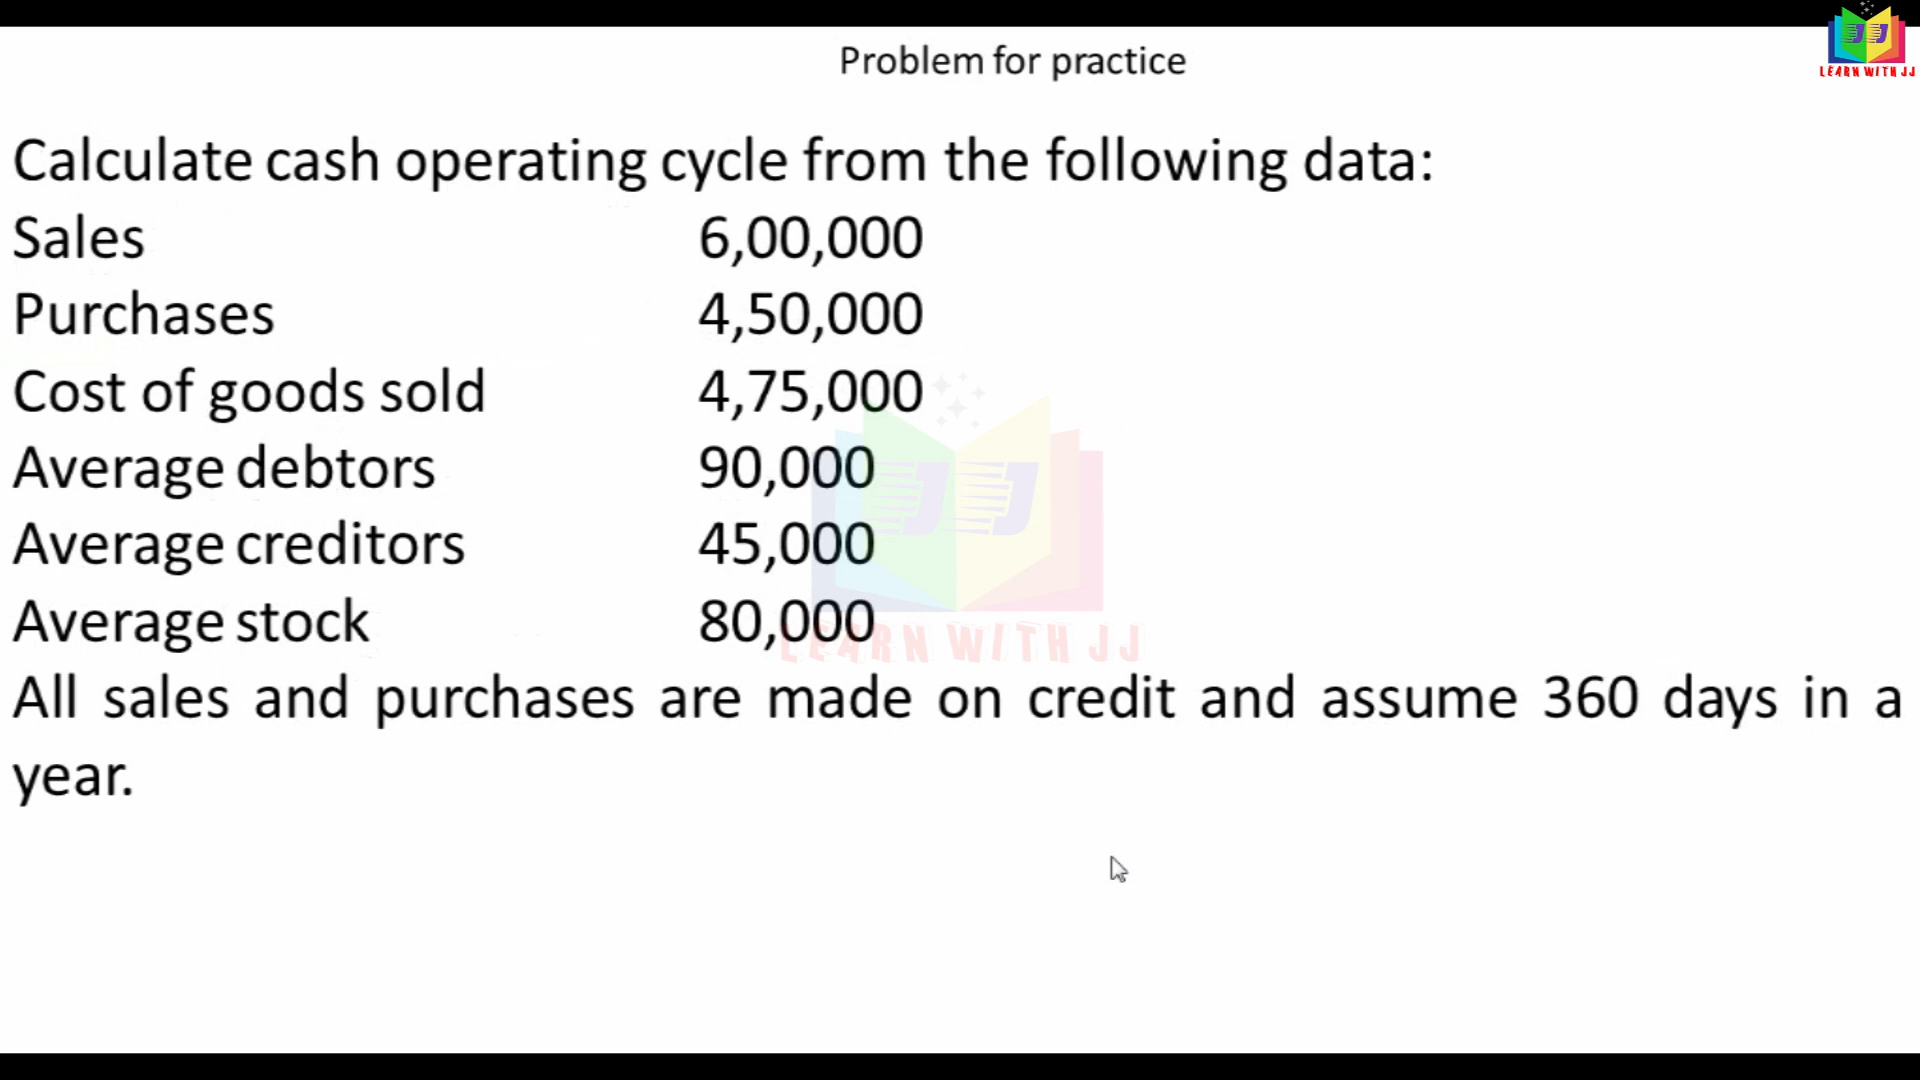 Problem for practice
LEARN WITH JJ
Calculate cash operating cycle from the following data:
Sales 6,00,000
Purchases 4,50,000
Cost of goods sold 4,75,000
Average debtors 90,000
Average creditors 45,000
Average stock 80,000
LEARN WITH JJ
All sales and purchases are made on credit and assume 360 days in a
year.